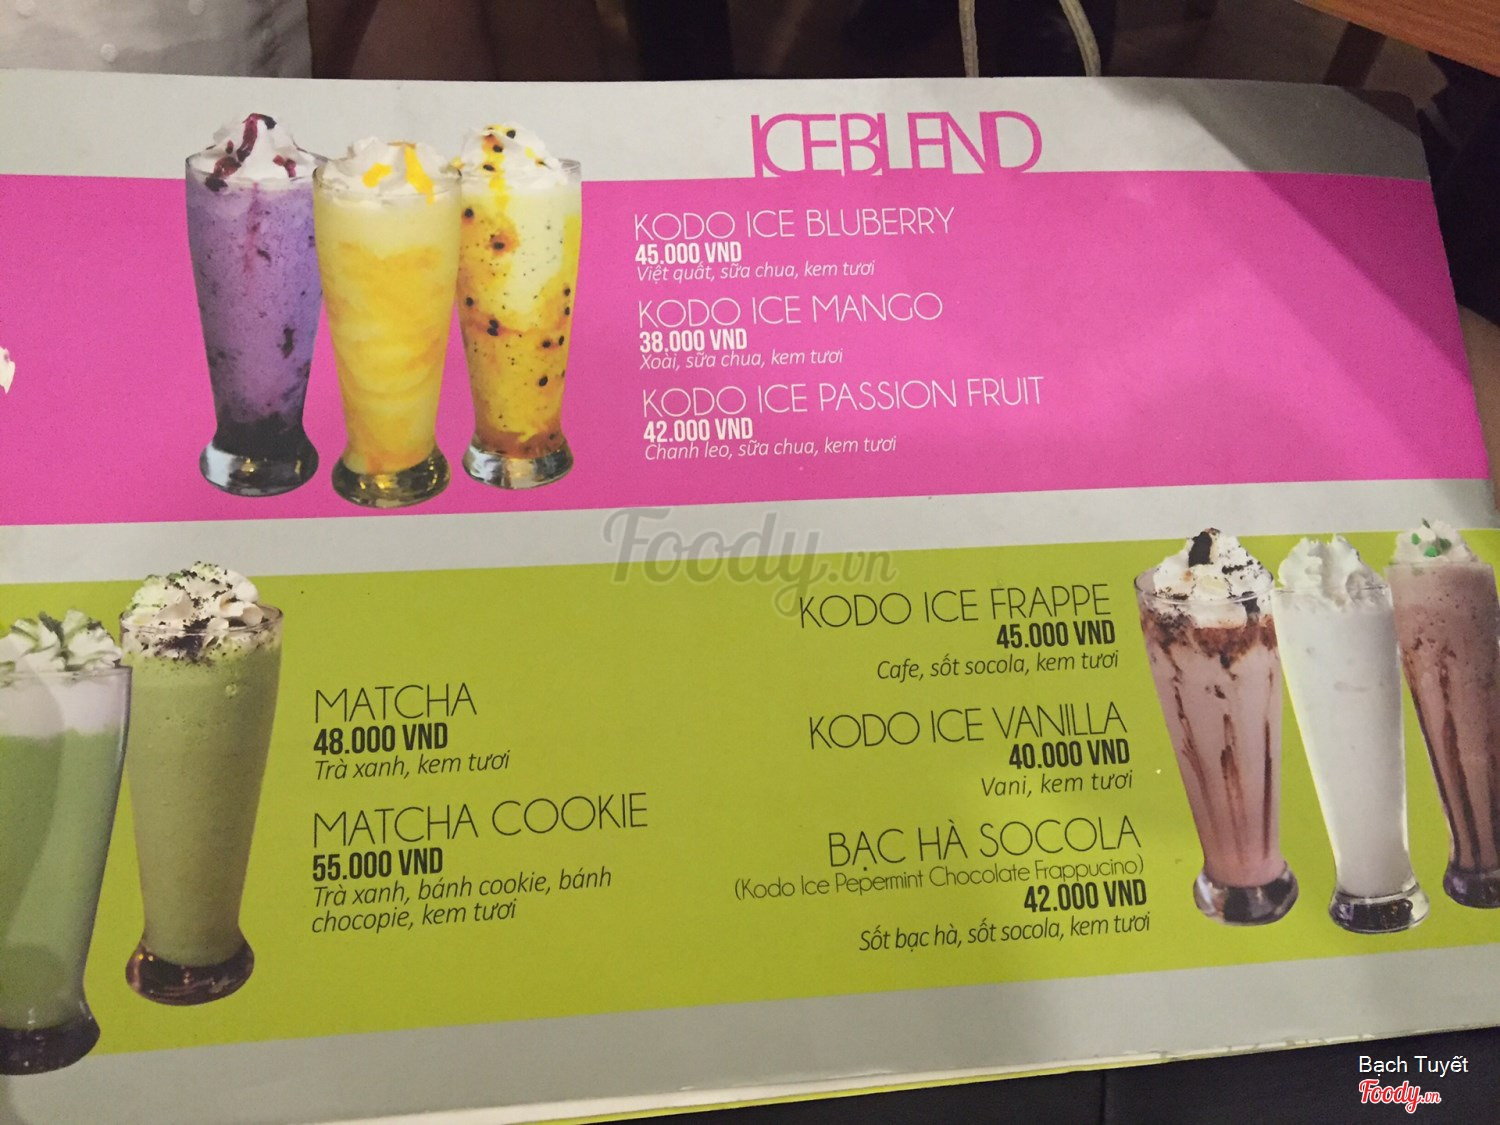 ICEBLEND
KODO ICE BLUBERRY
45.000 VND
Việt quất, sữa chua, kem tươi
KODO ICE MANGO
38.000 VND
Xoài, sữa chua, kem tươi
KODO ICE PASSION FRUIT
42.000 VND
Chanh leo, sữa chua, kem tươi
Foody.vn
MATCHA
48.000 VND
Trà xanh, kem tươi
MATCHA COOKIE
55.000 VND
Trà xanh, bánh cookie, bánh
chocopie, kem tươi
KODO ICE FRAPPE
45.000 VND
Cafe, sốt socola, kem tươi
KODO ICE VANILLA
40.000 VND
Vani, kem tươi
BẠC HÀ SOCOLA
(Kodo Ice Pepermint Chocolate Frappucino)
42.000 VND
Sốt bạc hà, sốt socola, kem tươi
Bạch Tuyết
Foody.vn